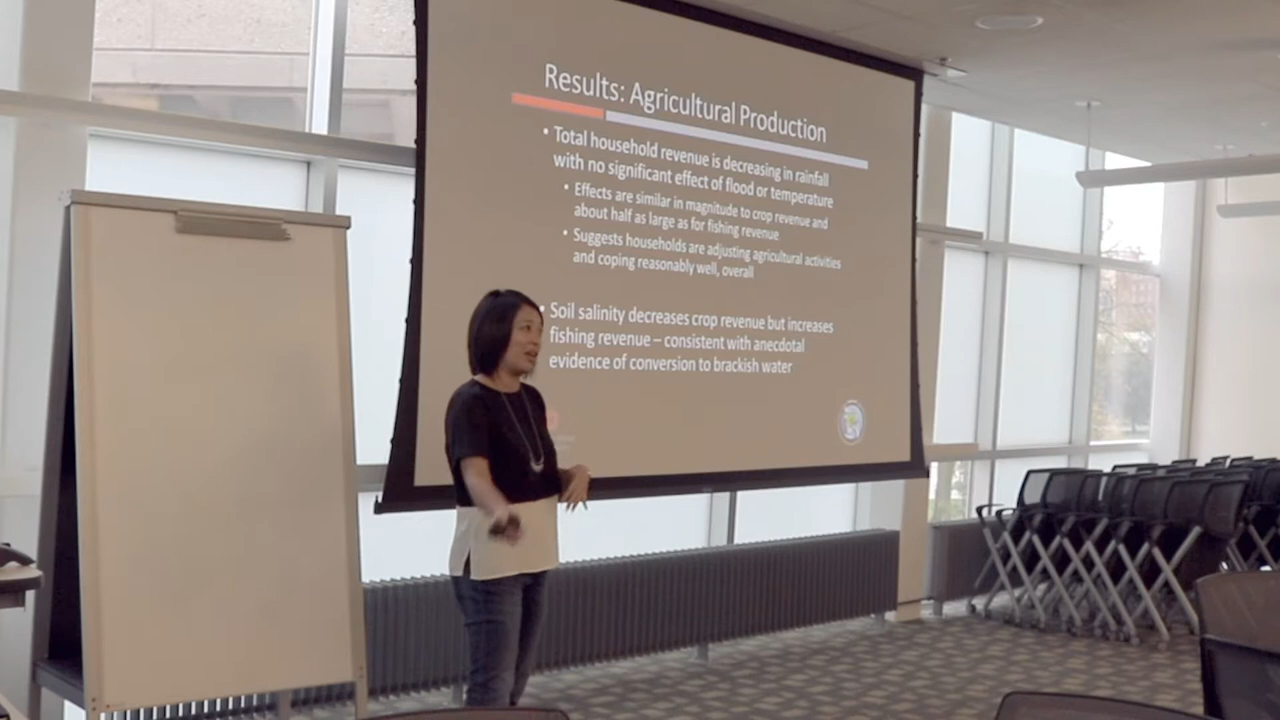 Results: Agricultural Production
• Total household revenue is decreasing in rainfall
with no significant effect of flood or temperature
• Effects are similar in magnitude to crop revenue and
about half as large as for fishing revenue
• Suggests households are adjusting agricultural activities
and coping reasonably well, overall
• Soil salinity decreases crop revenue but increases
fishing revenue – consistent with anecdotal
evidence of conversion to brackish water